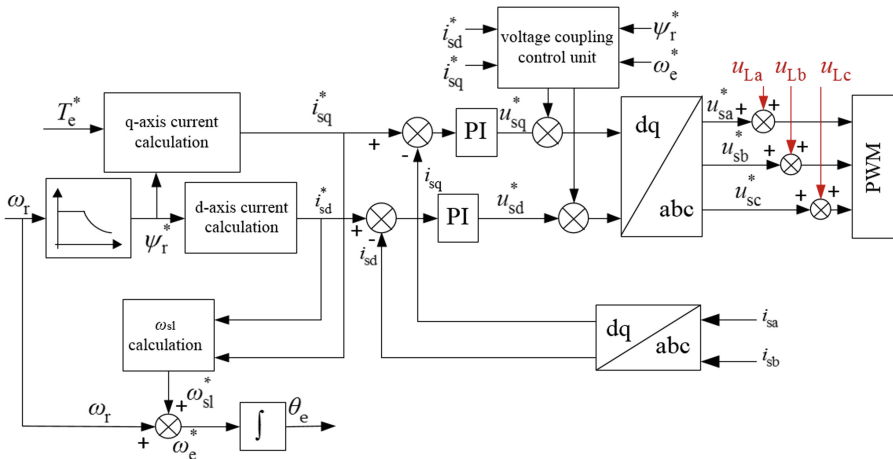 i*sd
i*sq
voltage coupling
control unit
ψ*r
ω*e
uLa
uLb
uLc
T*e
q-axis current
calculation
i*sq
+
-
PI
u*sq
dq
abc
u*sa
+
+
u*sb
+
+
u*sc
+
+
PWM
isq
ωr
ψ*r
d-axis current
calculation
i*sd
+
-
isd
PI
u*sd
ωsl
calculation
dq
abc
isa
isb
ω*sl
+
ωr
+
ω*e
∫
θe